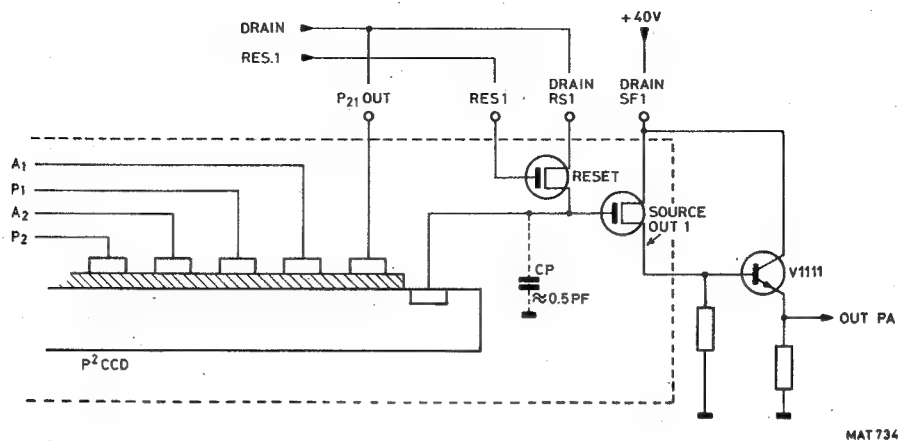 DRAIN
RES.1
+40V
P21 OUT
RES1
DRAIN
RS1
DRAIN
SF1
A1
P1
A2
P2
RESET
SOURCE
OUT 1
CP
≈0.5PF
V1111
OUT PA
P²CCD
MAT 734